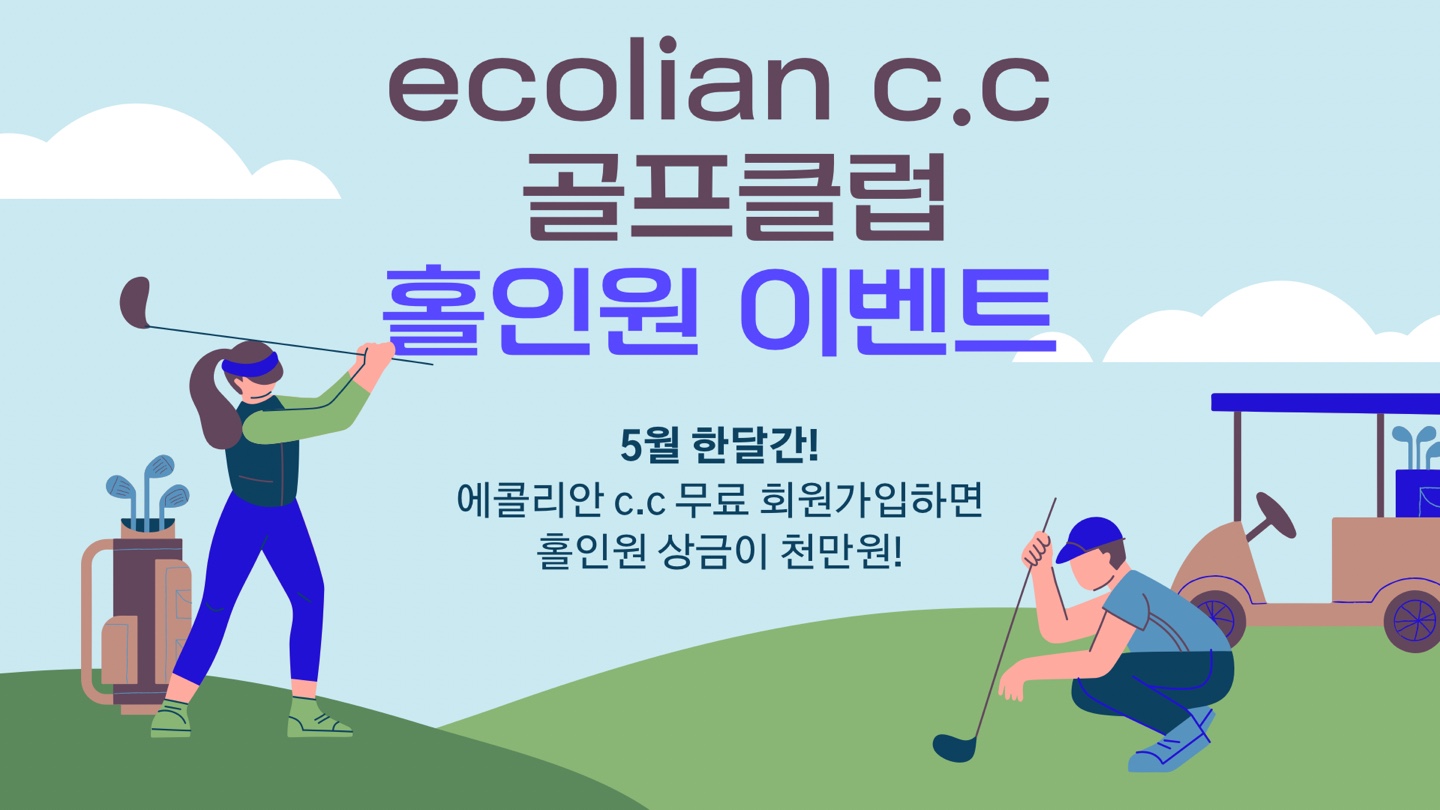 ecolian c.c
골프클럽
홀인원 이벤트
5월 한달간!
에콜리안 c.c 무료 회원가입하면
홀인원 상금이 천만원!